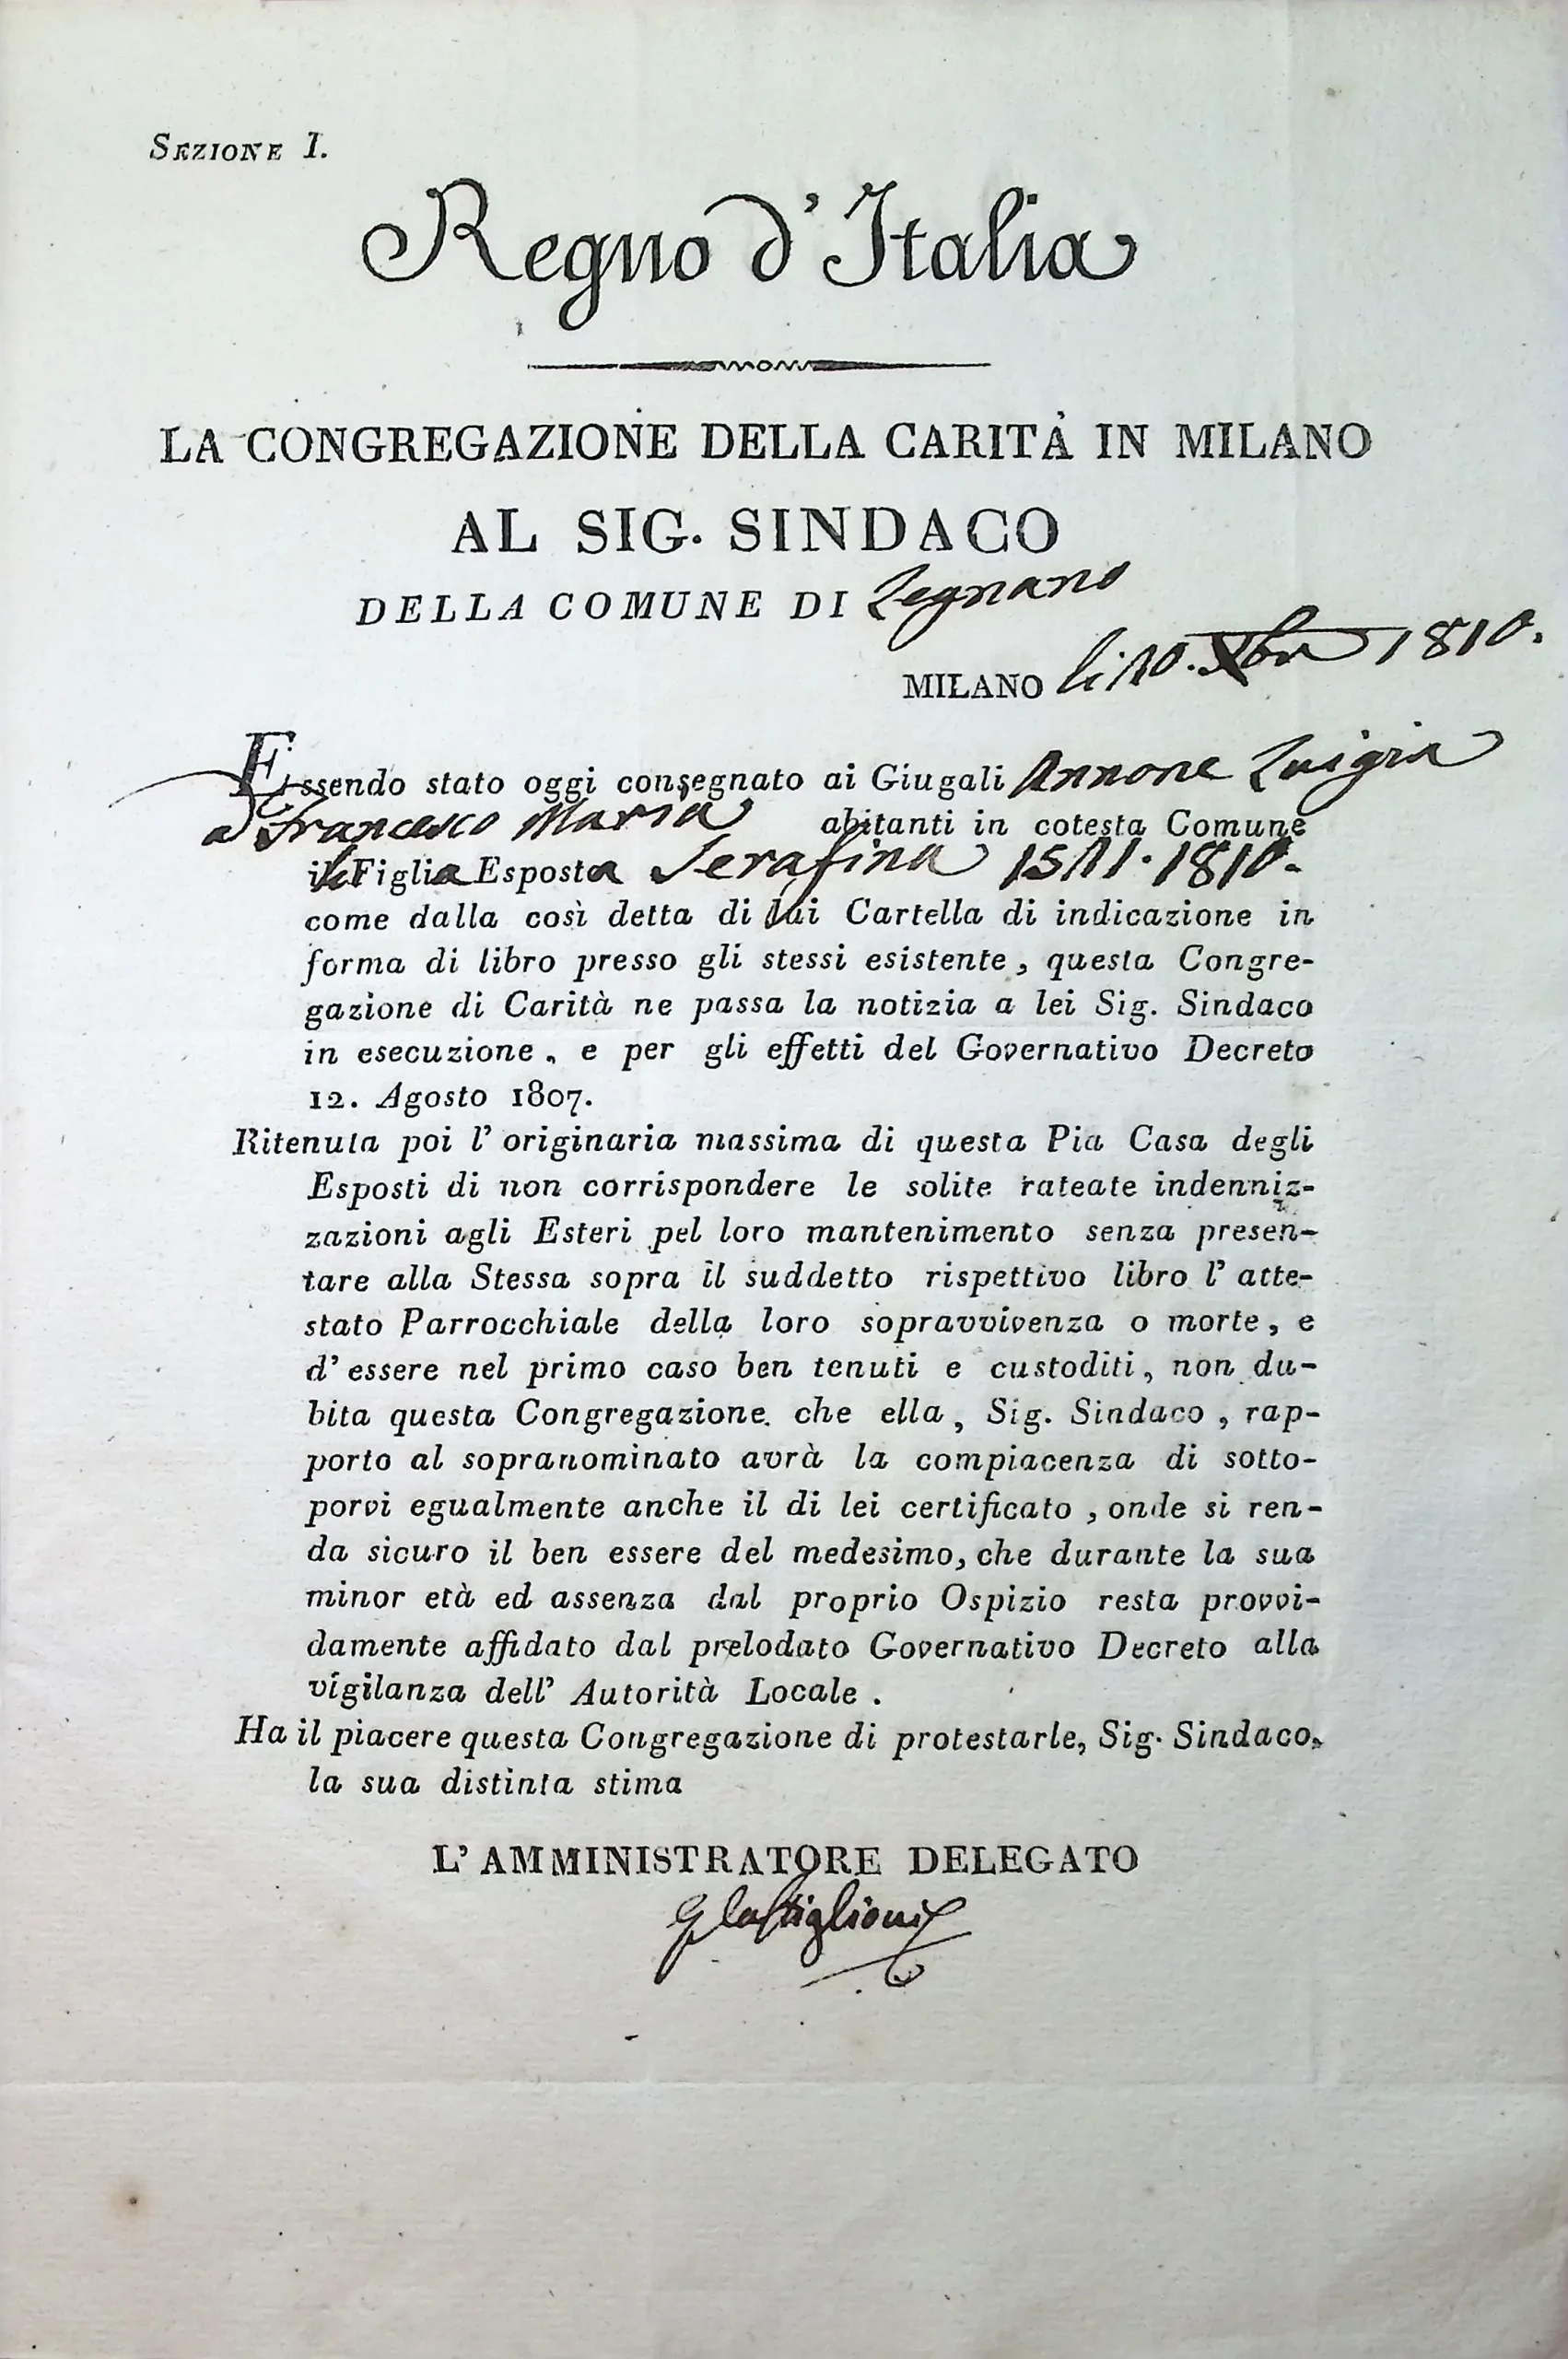 SEZIONE I.
Regno d'Italia
LA CONGREGAZIONE DELLA CARITÀ IN MILANO
AL SIG. SINDACO
DELLA COMUNE DI Legnano
MILANO li 10. Xbre 1810.
Essendo stato oggi consegnato ai Giugali Annone Luigia
e Francesco Maria abitanti in cotesta Comune
la Figlia Esposta Serafina 1511. 1810.
come dalla così detta di lei Cartella di indicazione in
forma di libro presso gli stessi esistente, questa Congre-
gazione di Carità ne passa la notizia a lei Sig. Sindaco
in esecuzione, e per gli effetti del Governativo Decreto
12. Agosto 1807.
Ritenuta poi l'originaria massima di questa Pia Casa degli
Esposti di non corrispondere le solite rateate indenniz-
zazioni agli Esteri pel loro mantenimento senza presen-
tare alla Stessa sopra il suddetto rispettivo libro l'atte-
stato Parrocchiale della loro sopravvivenza o morte, e
d'essere nel primo caso ben tenuti e custoditi, non du-
bita questa Congregazione. che ella, Sig. Sindaco, rap-
porto al sopranominato avrà la compiacenza di sotto-
porvi egualmente anche il di lei certificato, onde si ren-
da sicuro il ben essere del medesimo, che durante la sua
minor età ed assenza dal proprio Ospizio resta provvi-
damente affidato dal prelodato Governativo Decreto alla
vigilanza dell'Autorità Locale.
Ha il piacere questa Congregazione di protestarle, Sig. Sindaco,
la sua distinta stima
L'AMMINISTRATORE DELEGATO
G Castiglioni